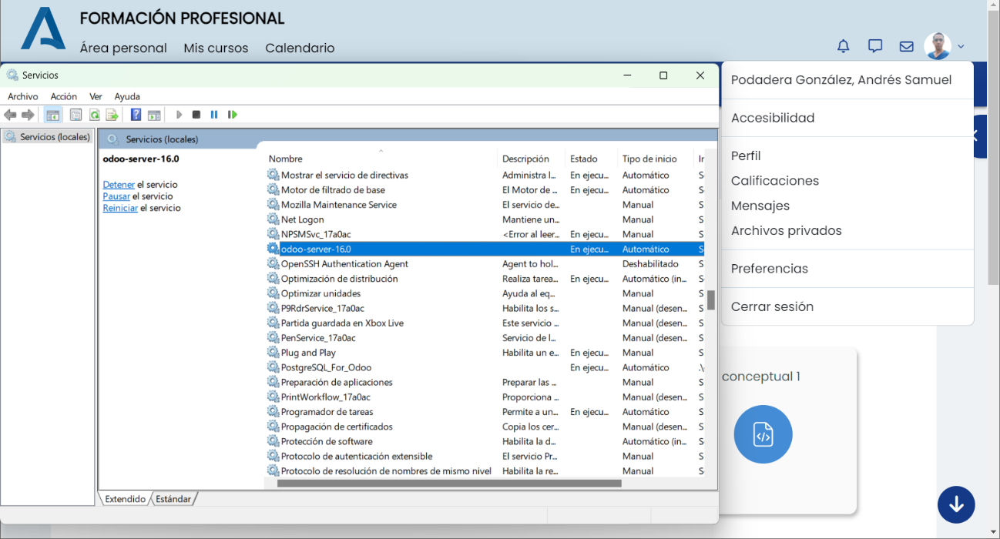 FORMACIÓN PROFESIONAL
Área personal Mis cursos Calendario
Servicios
Archivo Acción Ver Ayuda
Servicios (locales)
Servicios (locales)
odoo-server-16.0
Detener el servicio
Pausar el servicio
Reiniciar el servicio
Nombre Descripción Estado Tipo de inicio Ir
Mostrar el servicio de directivas Administra l... En ejecu... Automático S
Motor de filtrado de base El Motor de ... En ejecu... Automático S
Mozilla Maintenance Service El servicio de... Manual S
Net Logon Mantiene un... Manual S
NPSMSvc_17a0ac <Error al leer... En ejecu... Manual S
odoo-server-16.0 En ejecu... Automático S
OpenSSH Authentication Agent Agent to hol... Deshabilitado S
Optimización de distribución Realiza tarea... En ejecu... Automático (in... S
Optimizar unidades Ayuda al eq... Manual S
P9RdrService_17a0ac Habilita los s... Manual (desen... S
Partida guardada en Xbox Live Este servicio ... Manual (desen... S
PenService_17a0ac Servicio de l... Manual (desen... S
Plug and Play Habilita un e... En ejecu... Manual S
PostgreSQL_For_Odoo En ejecu... Automático .\
Preparación de aplicaciones Preparar las ... Manual S
PrintWorkflow_17a0ac Proporciona ... Manual (desen... S
Programador de tareas Permite a un... En ejecu... Automático S
Propagación de certificados Copia los cer... Manual (desen... S
Protección de software Habilita la d... Automático (in... S
Protocolo de autenticación extensible El servicio Pr... Manual S
Protocolo de resolución de nombres de mismo nivel Habilita la re... Manual S
Extendido Estándar
Podadera González, Andrés Samuel
Accesibilidad
Perfil
Calificaciones
Mensajes
Archivos privados
Preferencias
Cerrar sesión
conceptual 1